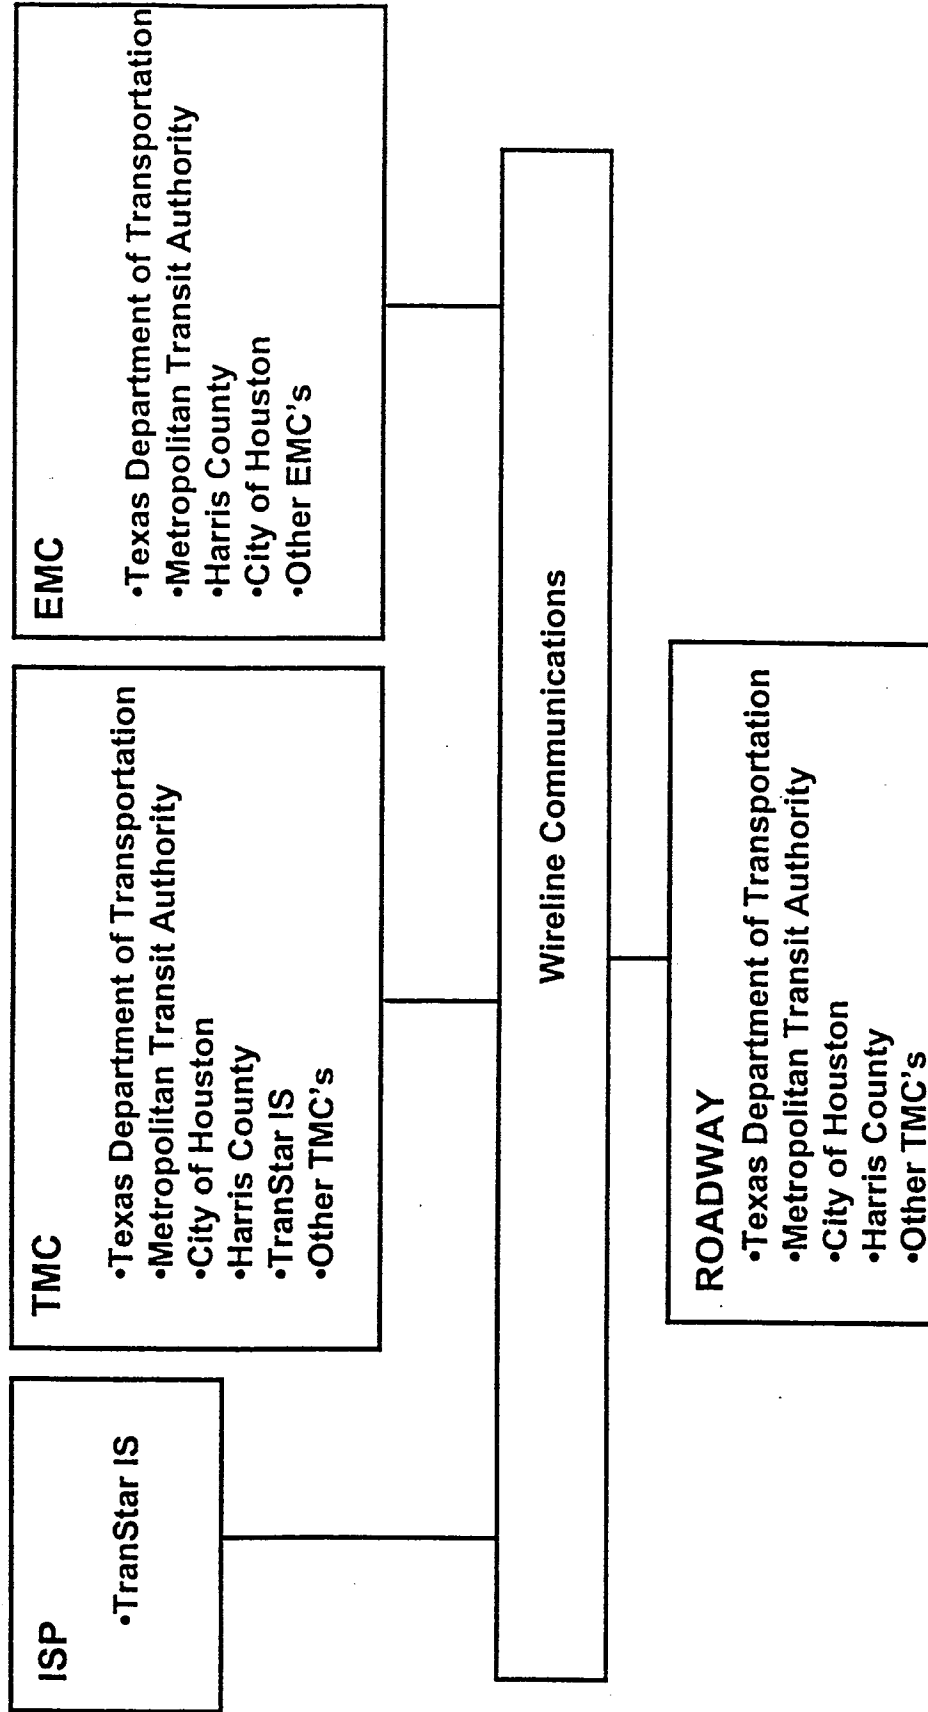 ISP
•TranStar IS
TMC
•Texas Department of Transportation
•Metropolitan Transit Authority
•City of Houston
•Harris County
•TranStar IS
•Other TMC's
EMC
•Texas Department of Transportation
•Metropolitan Transit Authority
•Harris County
•City of Houston
•Other EMC's
Wireline Communications
ROADWAY
•Texas Department of Transportation
•Metropolitan Transit Authority
•City of Houston
•Harris County
•Other TMC's